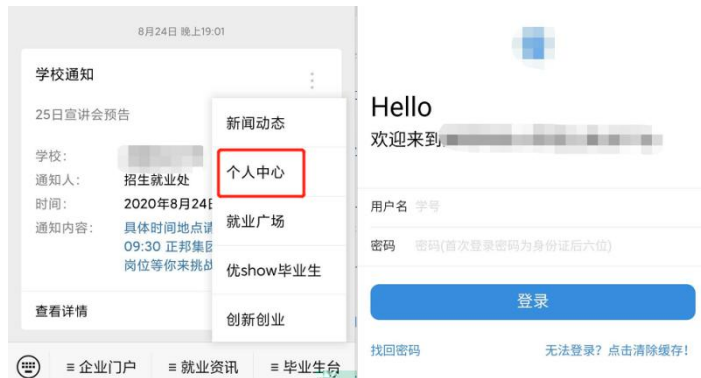 8月24日 晚上19:01
学校通知
25日宣讲会预告
学校：
通知人： 招生就业处
时间： 2020年8月24日
通知内容： 具体时间地点请
09:30 正邦集团
岗位等你来挑战
查看详情
新闻动态
个人中心
就业广场
优show毕业生
创新创业
≡ 企业门户
≡ 就业资讯
≡ 毕业生台
Hello
欢迎来到
用户名 学号
密码 密码(首次登录密码为身份证后六位)
登录
找回密码
无法登录？点击清除缓存！